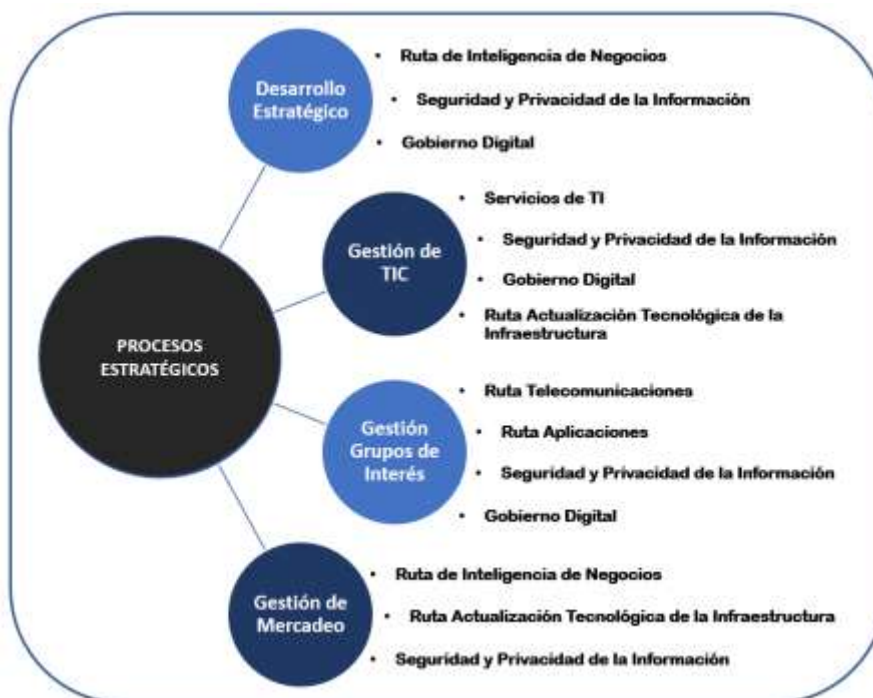 PROCESOS
ESTRATÉGICOS
Desarrollo
Estratégico
• Ruta de Inteligencia de Negocios
• Seguridad y Privacidad de la Información
• Gobierno Digital
Gestión de
TIC
• Servicios de TI
• Seguridad y Privacidad de la Información
• Gobierno Digital
• Ruta Actualización Tecnológica de la
Infraestructura
Gestión
Grupos de
Interés
• Ruta Telecomunicaciones
• Ruta Aplicaciones
• Seguridad y Privacidad de la Información
• Gobierno Digital
Gestión de
Mercadeo
• Ruta de Inteligencia de Negocios
• Ruta Actualización Tecnológica de la Infraestructura
• Seguridad y Privacidad de la Información